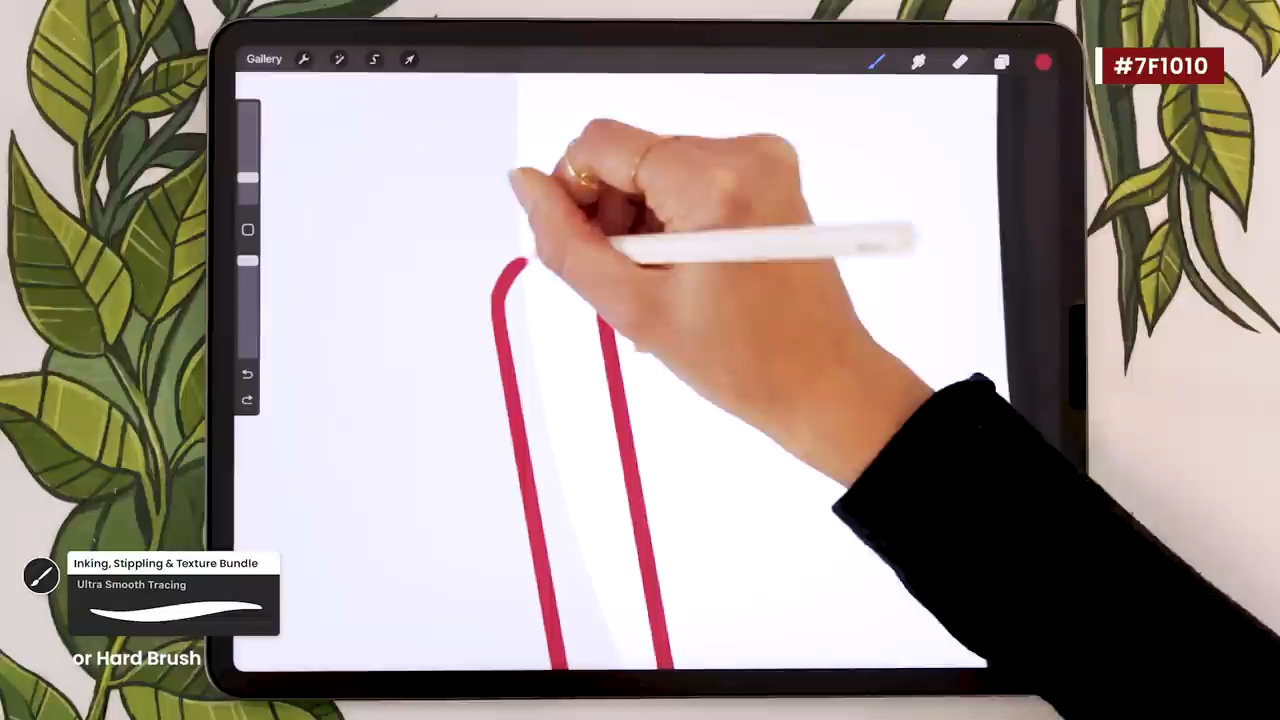 Gallery
#7F1010
Inking, Stippling & Texture Bundle
Ultra Smooth Tracing
or Hard Brush